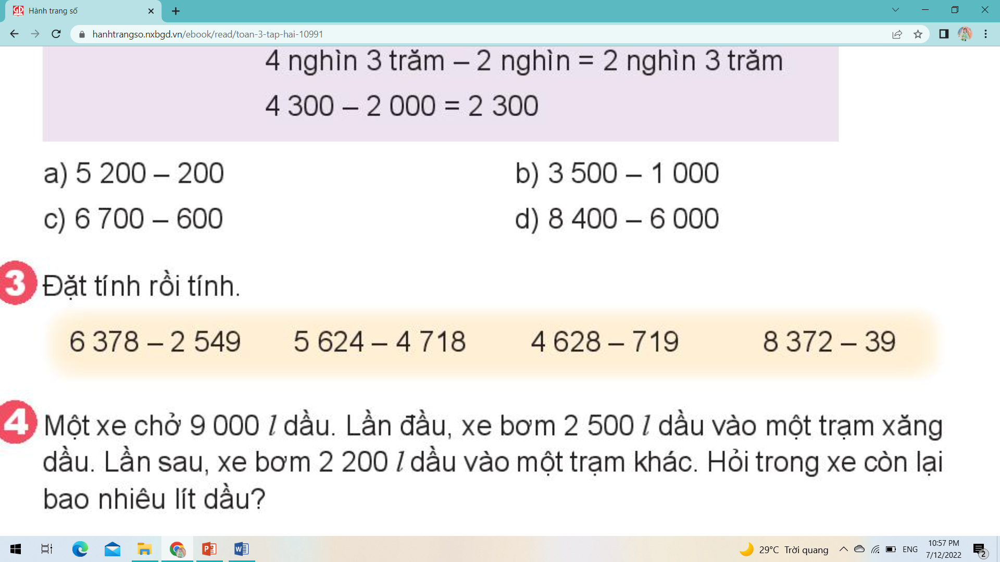 Hành trang số
hanhtrangso.nxbgd.vn/ebook/read/toan-3-tap-hai-10991
4 nghìn 3 trăm – 2 nghìn = 2 nghìn 3 trăm
4 300 – 2 000 = 2 300
a) 5 200 – 200 b) 3 500 – 1 000
c) 6 700 – 600 d) 8 400 – 6 000
3 Đặt tính rồi tính.
6 378 – 2 549 5 624 – 4 718 4 628 – 719 8 372 – 39
4 Một xe chở 9 000 l dầu. Lần đầu, xe bơm 2 500 l dầu vào một trạm xăng
dầu. Lần sau, xe bơm 2 200 l dầu vào một trạm khác. Hỏi trong xe còn lại
bao nhiêu lít dầu?
29°C Trời quang ENG 10:57 PM
7/12/2022 2